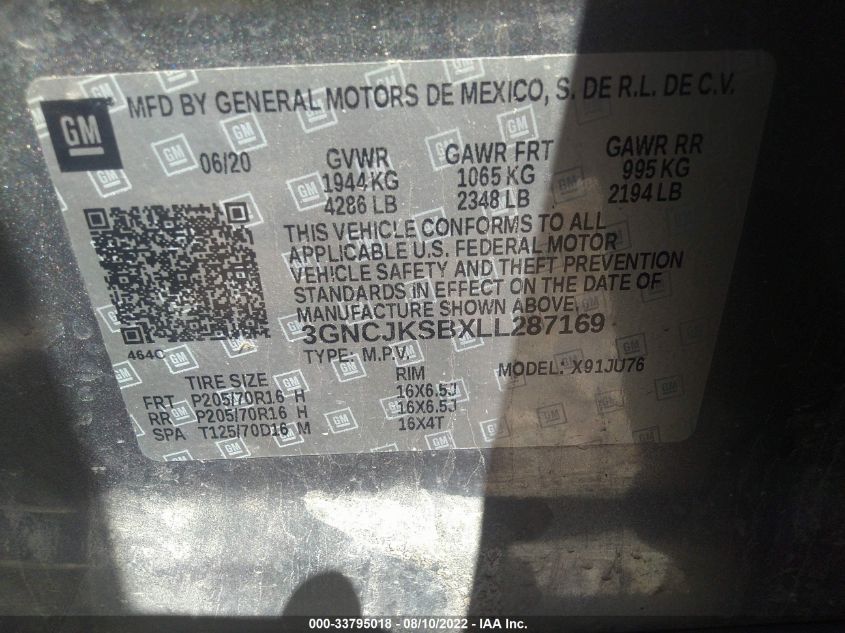 GM
MFD BY GENERAL MOTORS DE MEXICO, S. DE R.L. DE C.V.
06/20 GVWR GAWR FRT GAWR RR
1944 KG 1065 KG 995 KG
4286 LB 2348 LB 2194 LB
THIS VEHICLE CONFORMS TO ALL
APPLICABLE U.S. FEDERAL MOTOR
VEHICLE SAFETY AND THEFT PREVENTION
STANDARDS IN EFFECT ON THE DATE OF
MANUFACTURE SHOWN ABOVE.
3GNCJKSBXLL287169
464C
TYPE: M.P.V. MODEL: X91JU76
TIRE SIZE RIM
FRT P205/70R16 H 16X6.5J
RR P205/70R16 H 16X6.5J
SPA T125/70D16 M 16X4T
000-33795018 - 08/10/2022 - IAA Inc.